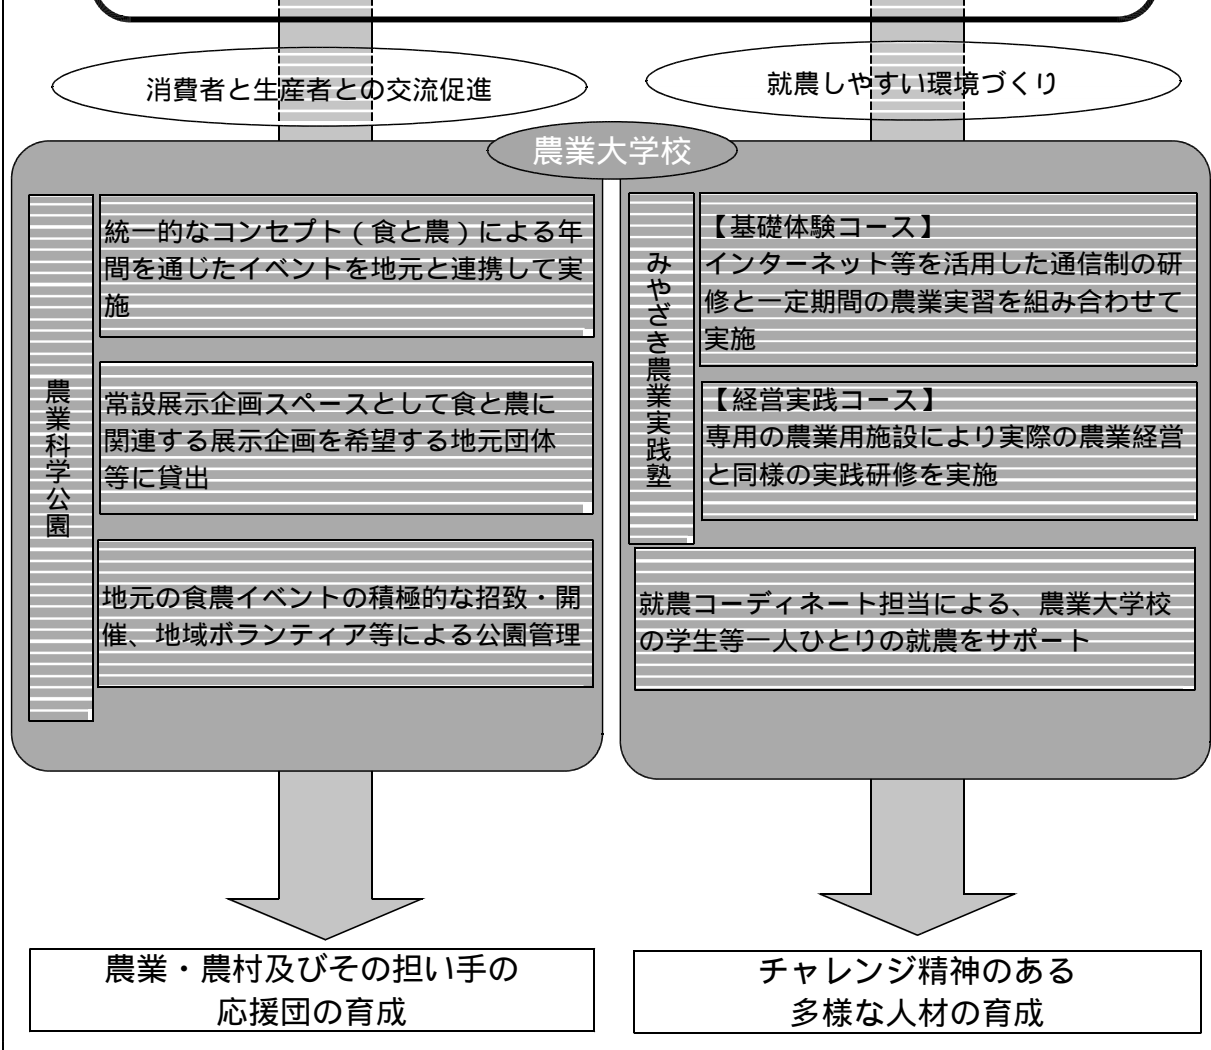 消費者と生産者との交流促進
就農しやすい環境づくり
農業大学校
農業科学公園
統一的なコンセプト(食と農)による年
間を通じたイベントを地元と連携して実
施
常設展示企画スペースとして食と農に
関連する展示企画を希望する地元団体
等に貸出
地元の食農イベントの積極的な招致・開
催、地域ボランティア等による公園管理
みやざき農業実践塾
【基礎体験コース】
インターネット等を活用した通信制の研
修と一定期間の農業実習を組み合わせて
実施
【経営実践コース】
専用の農業用施設により実際の農業経営
と同様の実践研修を実施
就農コーディネート担当による、農業大学校
の学生等一人ひとりの就農をサポート
農業・農村及びその担い手の
応援団の育成
チャレンジ精神のある
多様な人材の育成